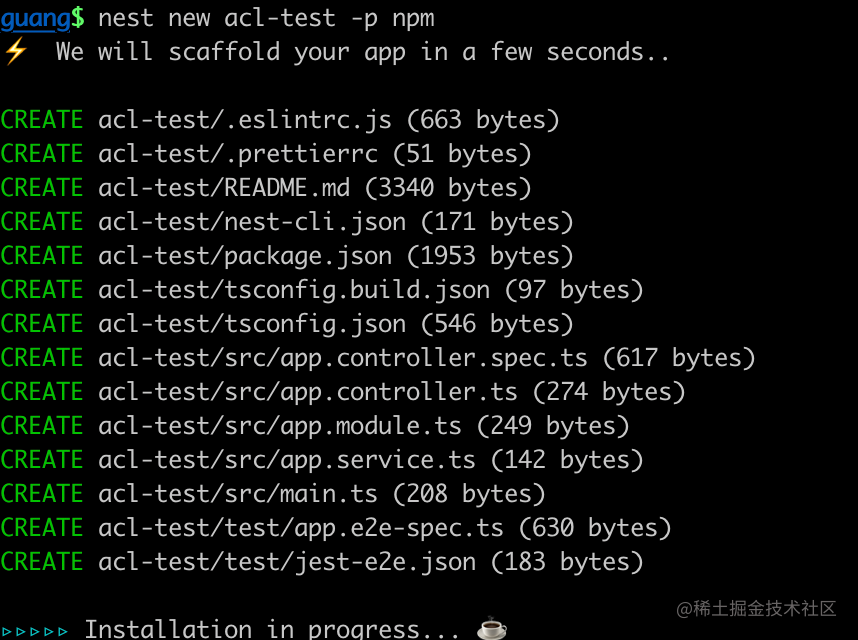 guang$ nest new acl-test -p npm
⚡ We will scaffold your app in a few seconds..
CREATE acl-test/.eslintrc.js (663 bytes)
CREATE acl-test/.prettierrc (51 bytes)
CREATE acl-test/README.md (3340 bytes)
CREATE acl-test/nest-cli.json (171 bytes)
CREATE acl-test/package.json (1953 bytes)
CREATE acl-test/tsconfig.build.json (97 bytes)
CREATE acl-test/tsconfig.json (546 bytes)
CREATE acl-test/src/app.controller.spec.ts (617 bytes)
CREATE acl-test/src/app.controller.ts (274 bytes)
CREATE acl-test/src/app.module.ts (249 bytes)
CREATE acl-test/src/app.service.ts (142 bytes)
CREATE acl-test/src/main.ts (208 bytes)
CREATE acl-test/test/app.e2e-spec.ts (630 bytes)
CREATE acl-test/test/jest-e2e.json (183 bytes)
@稀土掘金技术社区
▹▹▹▹▹ Installation in progress... ☕